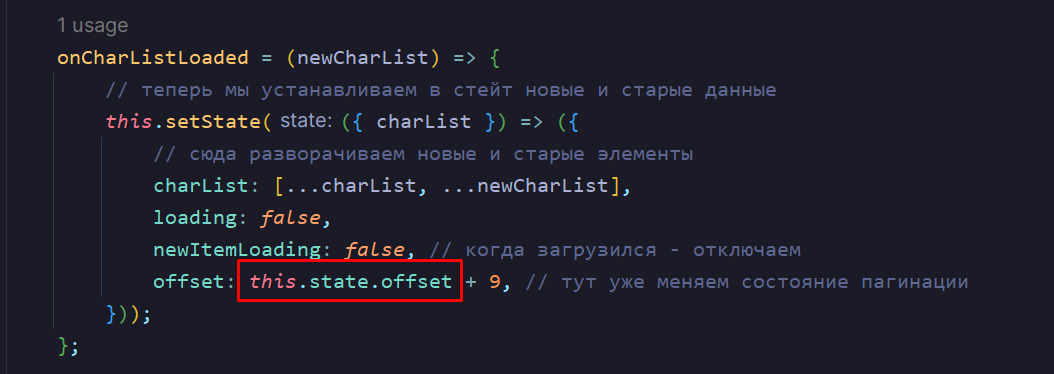 1 usage
onCharListLoaded = (newCharList) => {
// теперь мы устанавливаем в стейт новые и старые данные
this.setState( state: ({ charList }) => ({
// сюда разворачиваем новые и старые элементы
charList: [...charList, ...newCharList],
loading: false,
newItemLoading: false, // когда загрузился - отключаем
offset: this.state.offset + 9, // тут уже меняем состояние пагинации
}));
};